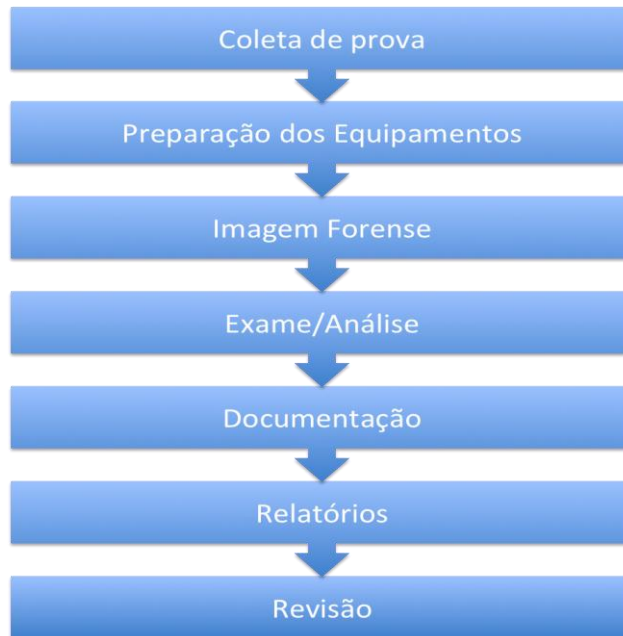 Coleta de prova
Preparação dos Equipamentos
Imagem Forense
Exame/Análise
Documentação
Relatórios
Revisão